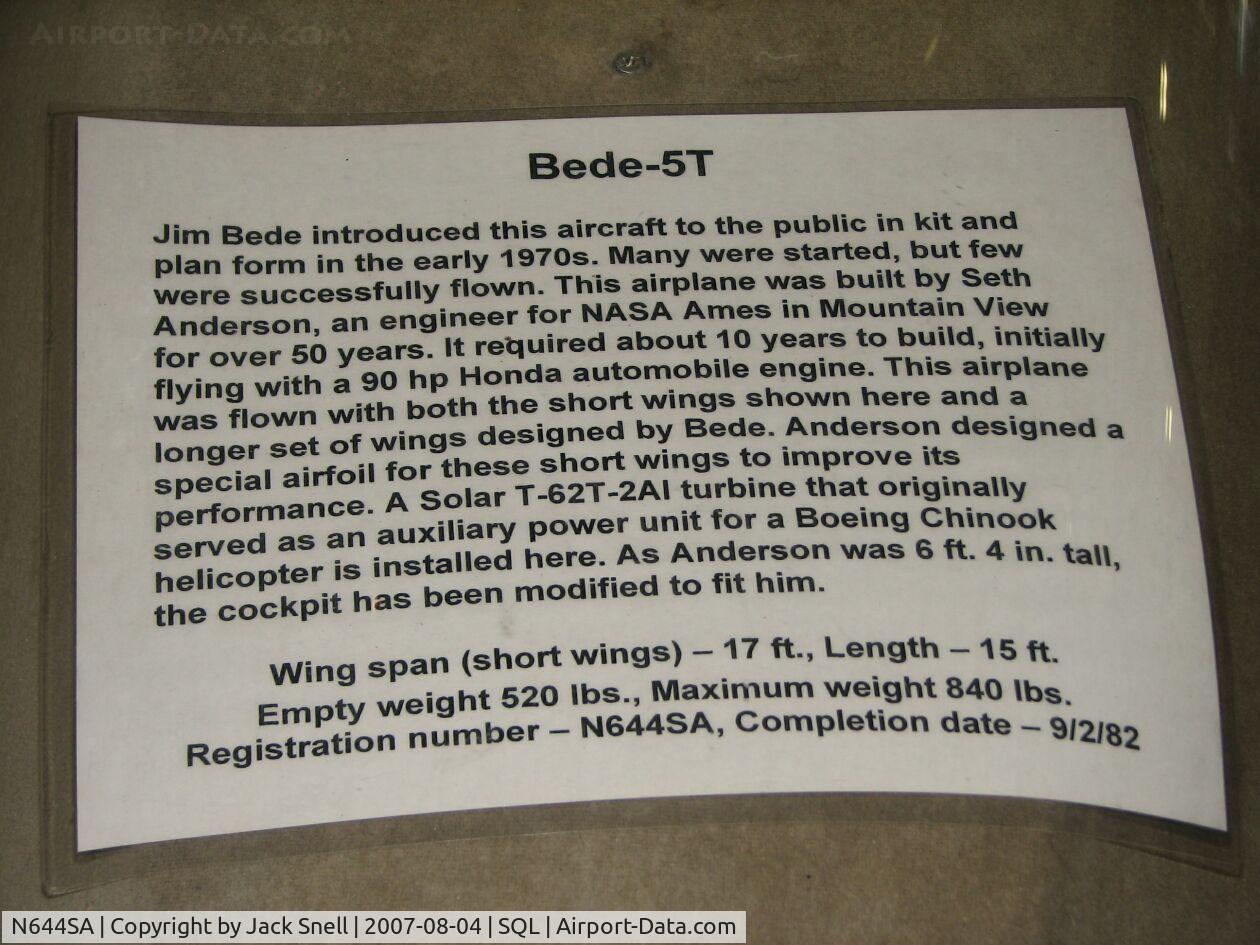 AIRPORT-DATA.COM
Bede-5T
Jim Bede introduced this aircraft to the public in kit and
plan form in the early 1970s. Many were started, but few
were successfully flown. This airplane was built by Seth
Anderson, an engineer for NASA Ames in Mountain View
for over 50 years. It required about 10 years to build, initially
flying with a 90 hp Honda automobile engine. This airplane
was flown with both the short wings shown here and a
longer set of wings designed by Bede. Anderson designed a
special airfoil for these short wings to improve its
performance. A Solar T-62T-2AI turbine that originally
served as an auxiliary power unit for a Boeing Chinook
helicopter is installed here. As Anderson was 6 ft. 4 in. tall,
the cockpit has been modified to fit him.
Wing span (short wings) – 17 ft., Length – 15 ft.
Empty weight 520 lbs., Maximum weight 840 lbs.
Registration number – N644SA, Completion date – 9/2/82
N644SA | Copyright by Jack Snell | 2007-08-04 | SQL | Airport-Data.com